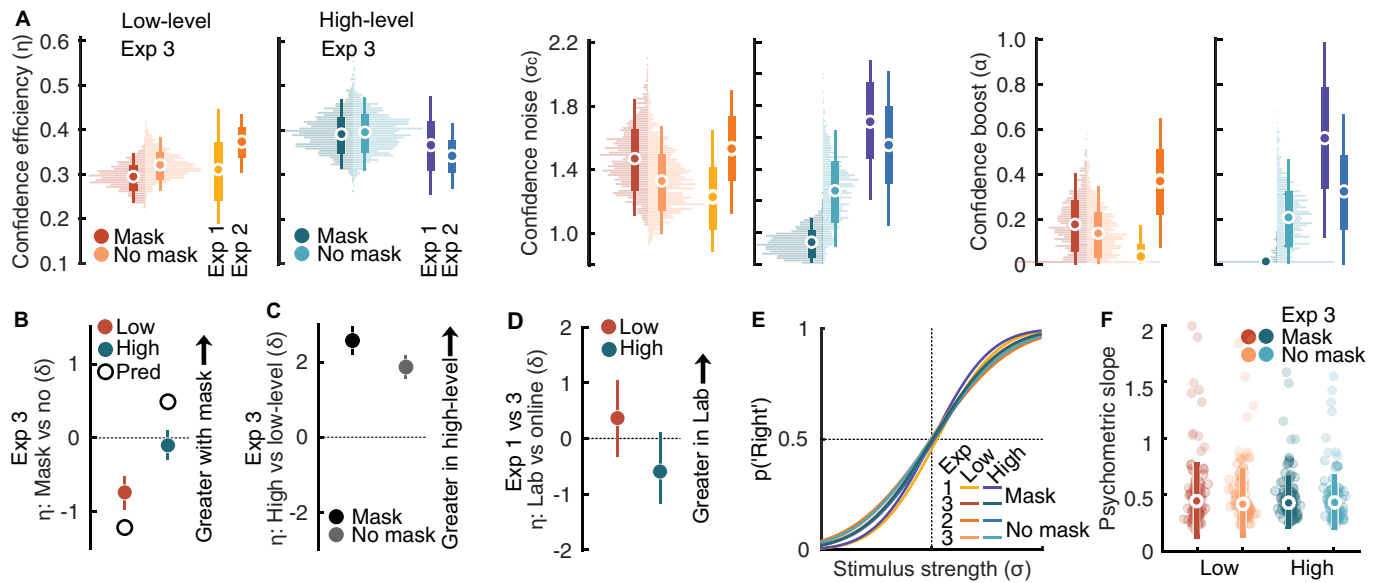 A
Low-level
Exp 3
High-level
Exp 3
Confidence efficiency (η)
0.6
0.5
0.4
0.3
0.2
0.1
Mask
No mask
Exp 1
Exp 2
Mask
No mask
Exp 1
Exp 2
Confidence noise (σc)
2.2
1.8
1.4
1.0
Confidence boost (α)
1.0
0.8
0.6
0.4
0.2
0
B
Exp 3
η: Mask vs no (δ)
1
0
-1
Low
High
Pred
Greater with mask
C
Exp 3
η: High vs low-level (δ)
2
0
-2
Mask
No mask
Greater in high-level
D
Exp 1 vs 3
η: Lab vs online (δ)
2
1
0
-1
-2
Low
High
Greater in Lab
E
p('Right')
1
0.5
0
Stimulus strength (σ)
Exp Low High
1
3
Mask
2
3
No mask
F
Psychometric slope
2
1.5
1
0.5
0
Exp 3
Mask
No mask
Low
High